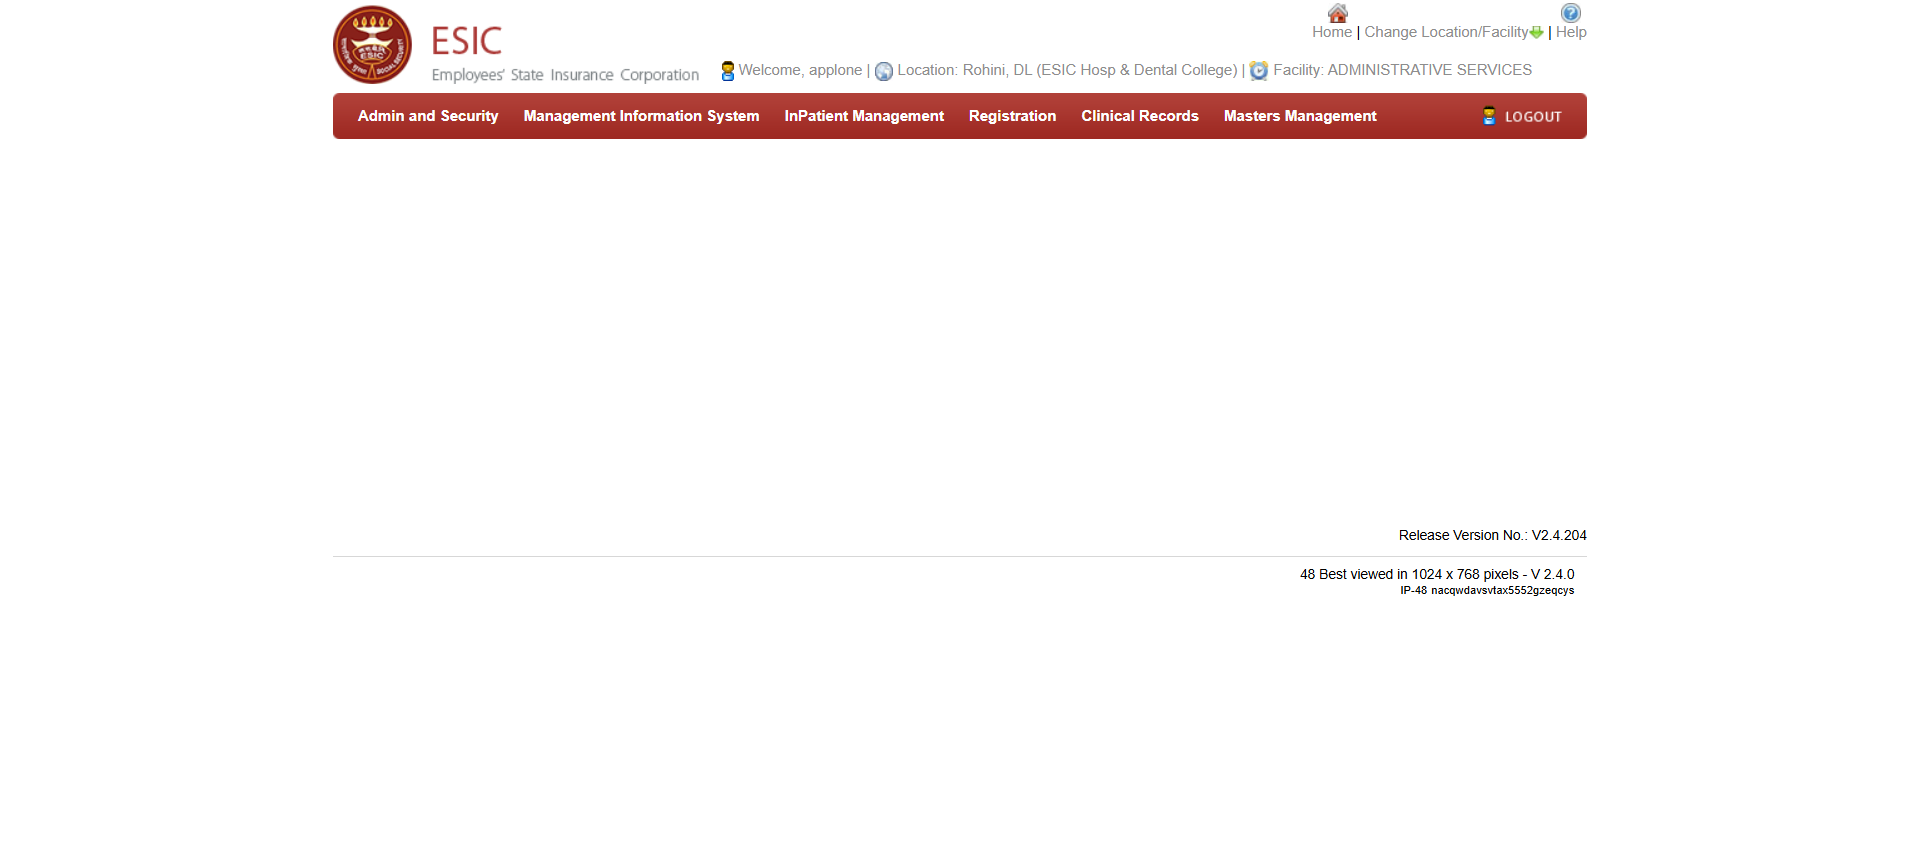 Home | Change Location/Facility | Help
ESIC
Employees' State Insurance Corporation
Welcome, applone | Location: Rohini, DL (ESIC Hosp & Dental College) | Facility: ADMINISTRATIVE SERVICES
Admin and Security Management Information System InPatient Management Registration Clinical Records Masters Management LOGOUT
Release Version No.: V2.4.204
48 Best viewed in 1024 x 768 pixels - V 2.4.0
IP-48 nacqwdavsvtax5552gzeqcys